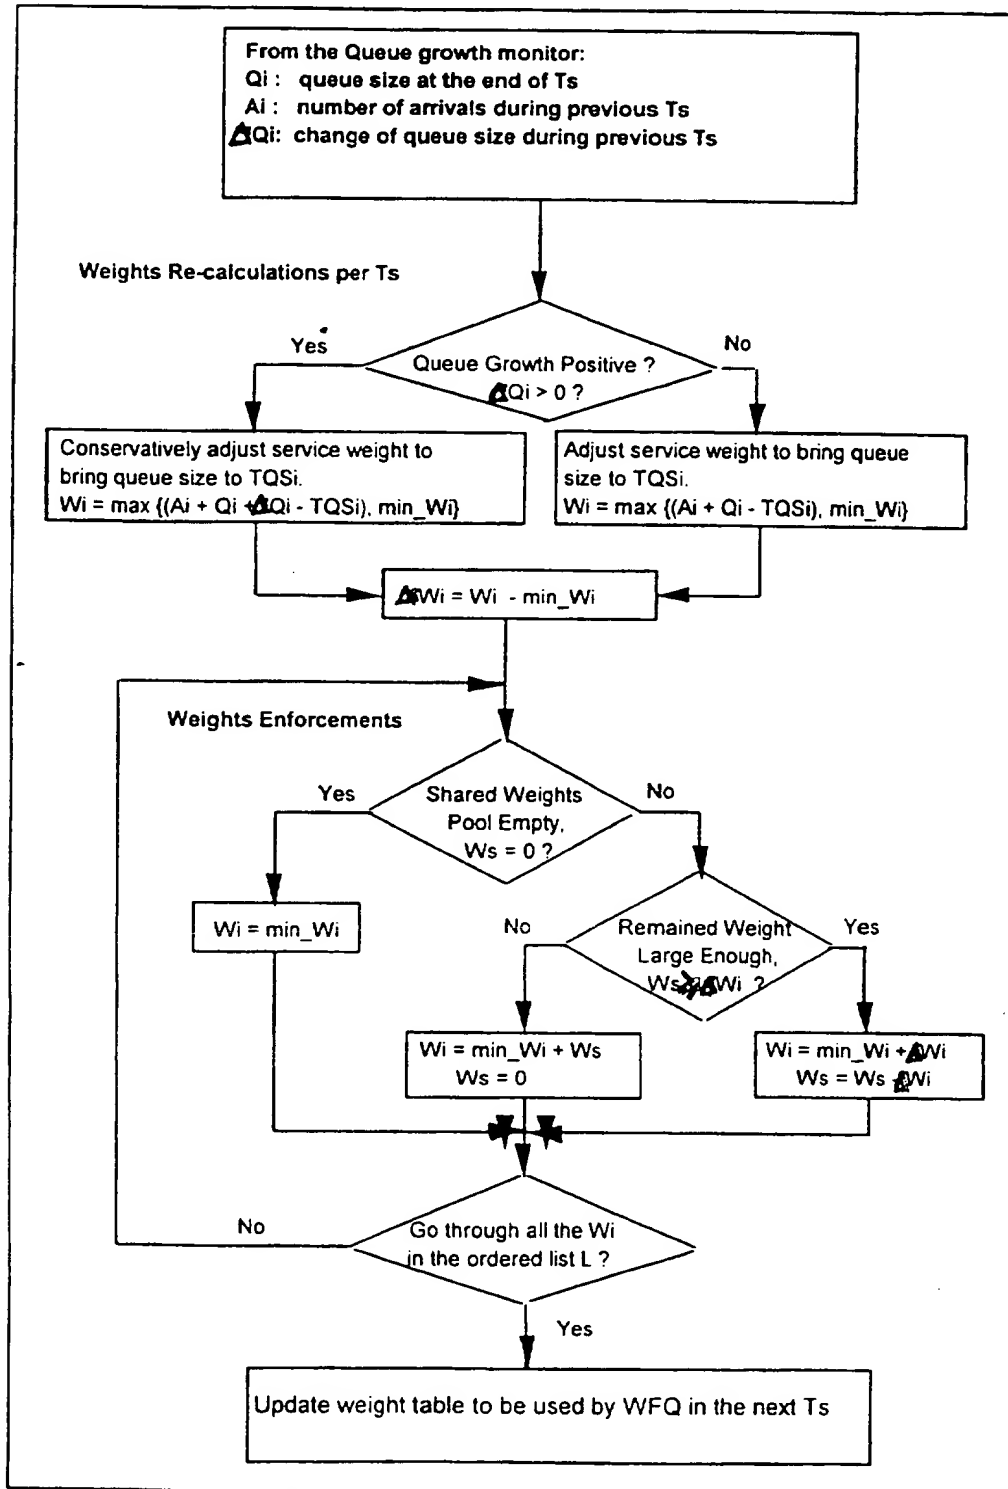 From the Queue growth monitor:
Qi : queue size at the end of Ts
Ai : number of arrivals during previous Ts
ΔQi: change of queue size during previous Ts
Weights Re-calculations per Ts
Yes
No
Queue Growth Positive ?
ΔQi > 0 ?
Conservatively adjust service weight to
bring queue size to TQSi.
Wi = max {(Ai + Qi +ΔQi - TQSi), min_Wi}
Adjust service weight to bring queue
size to TQSi.
Wi = max {(Ai + Qi - TQSi), min_Wi}
ΔWi = Wi - min_Wi
Weights Enforcements
Yes
No
Shared Weights
Pool Empty,
Ws = 0 ?
Wi = min_Wi
No
Yes
Remained Weight
Large Enough,
Ws ΔWi ?
Wi = min_Wi + Ws
Ws = 0
Wi = min_Wi +ΔWi
Ws = Ws -ΔWi
No
Go through all the Wi
in the ordered list L ?
Yes
Update weight table to be used by WFQ in the next Ts